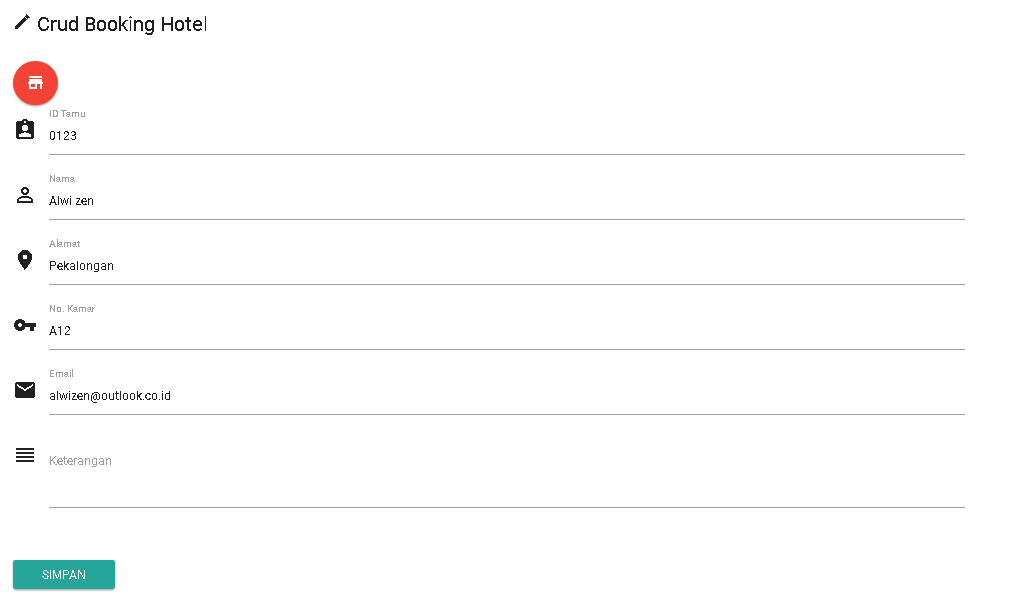 Crud Booking Hotel
ID Tamu
0123
Nama
Alwi zen
Alamat
Pekalongan
No. Kamar
A12
Email
alwizen@outlook.co.id
Keterangan
SIMPAN